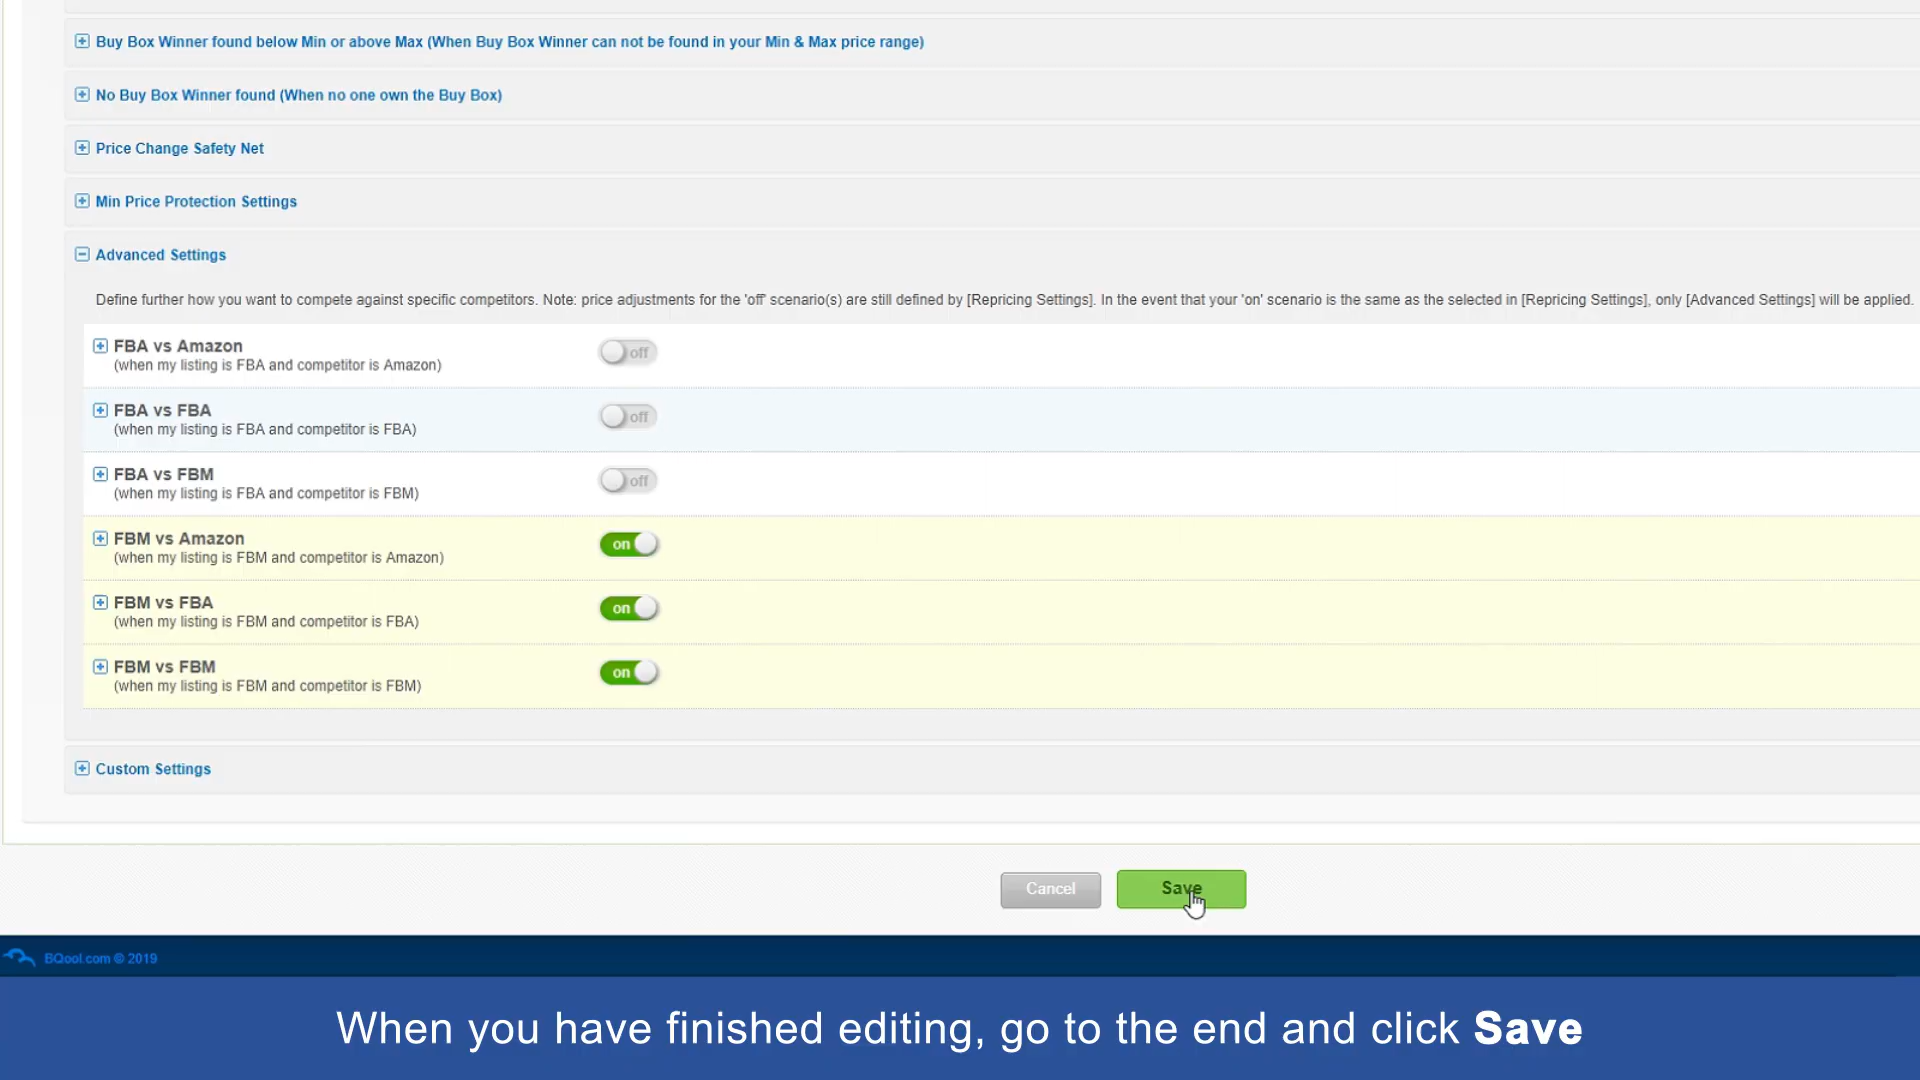 Buy Box Winner found below Min or above Max (When Buy Box Winner can not be found in your Min & Max price range)
No Buy Box Winner found (When no one own the Buy Box)
Price Change Safety Net
Min Price Protection Settings
Advanced Settings
Define further how you want to compete against specific competitors. Note: price adjustments for the 'off' scenario(s) are still defined by [Repricing Settings]. In the event that your 'on' scenario is the same as the selected in [Repricing Settings], only [Advanced Settings] will be applied.
FBA vs Amazon
off
(when my listing is FBA and competitor is Amazon)
FBA vs FBA
off
(when my listing is FBA and competitor is FBA)
FBA vs FBM
off
(when my listing is FBA and competitor is FBM)
FBM vs Amazon
on
(when my listing is FBM and competitor is Amazon)
FBM vs FBA
on
(when my listing is FBM and competitor is FBA)
FBM vs FBM
on
(when my listing is FBM and competitor is FBM)
Custom Settings
Cancel
Save
BQool.com © 2019
When you have finished editing, go to the end and click Save